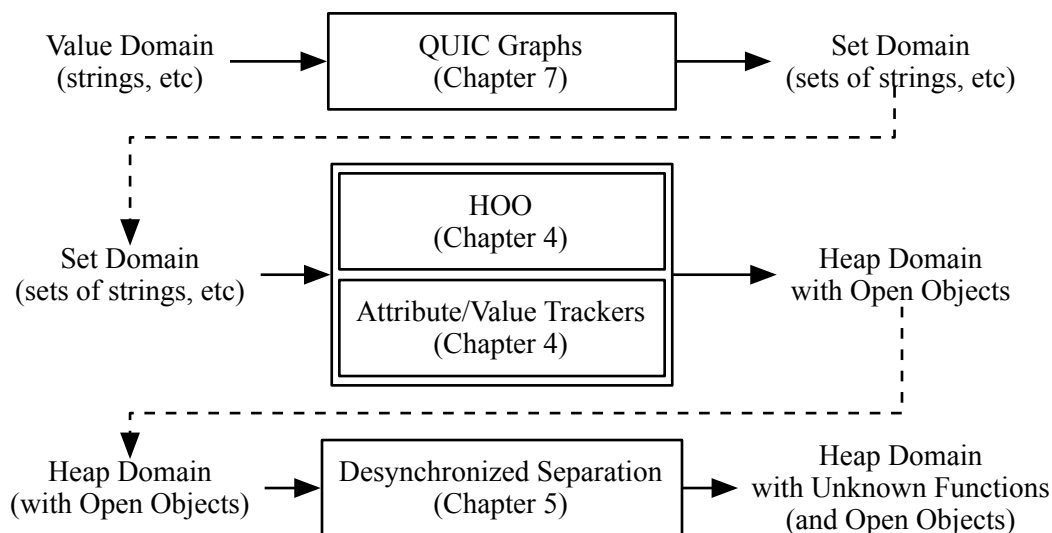 Value Domain
(strings, etc)
QUIC Graphs
(Chapter 7)
Set Domain
(sets of strings, etc)
Set Domain
(sets of strings, etc)
HOO
(Chapter 4)
Attribute/Value Trackers
(Chapter 4)
Heap Domain
with Open Objects
Heap Domain
(with Open Objects)
Desynchronized Separation
(Chapter 5)
Heap Domain
with Unknown Functions
(and Open Objects)